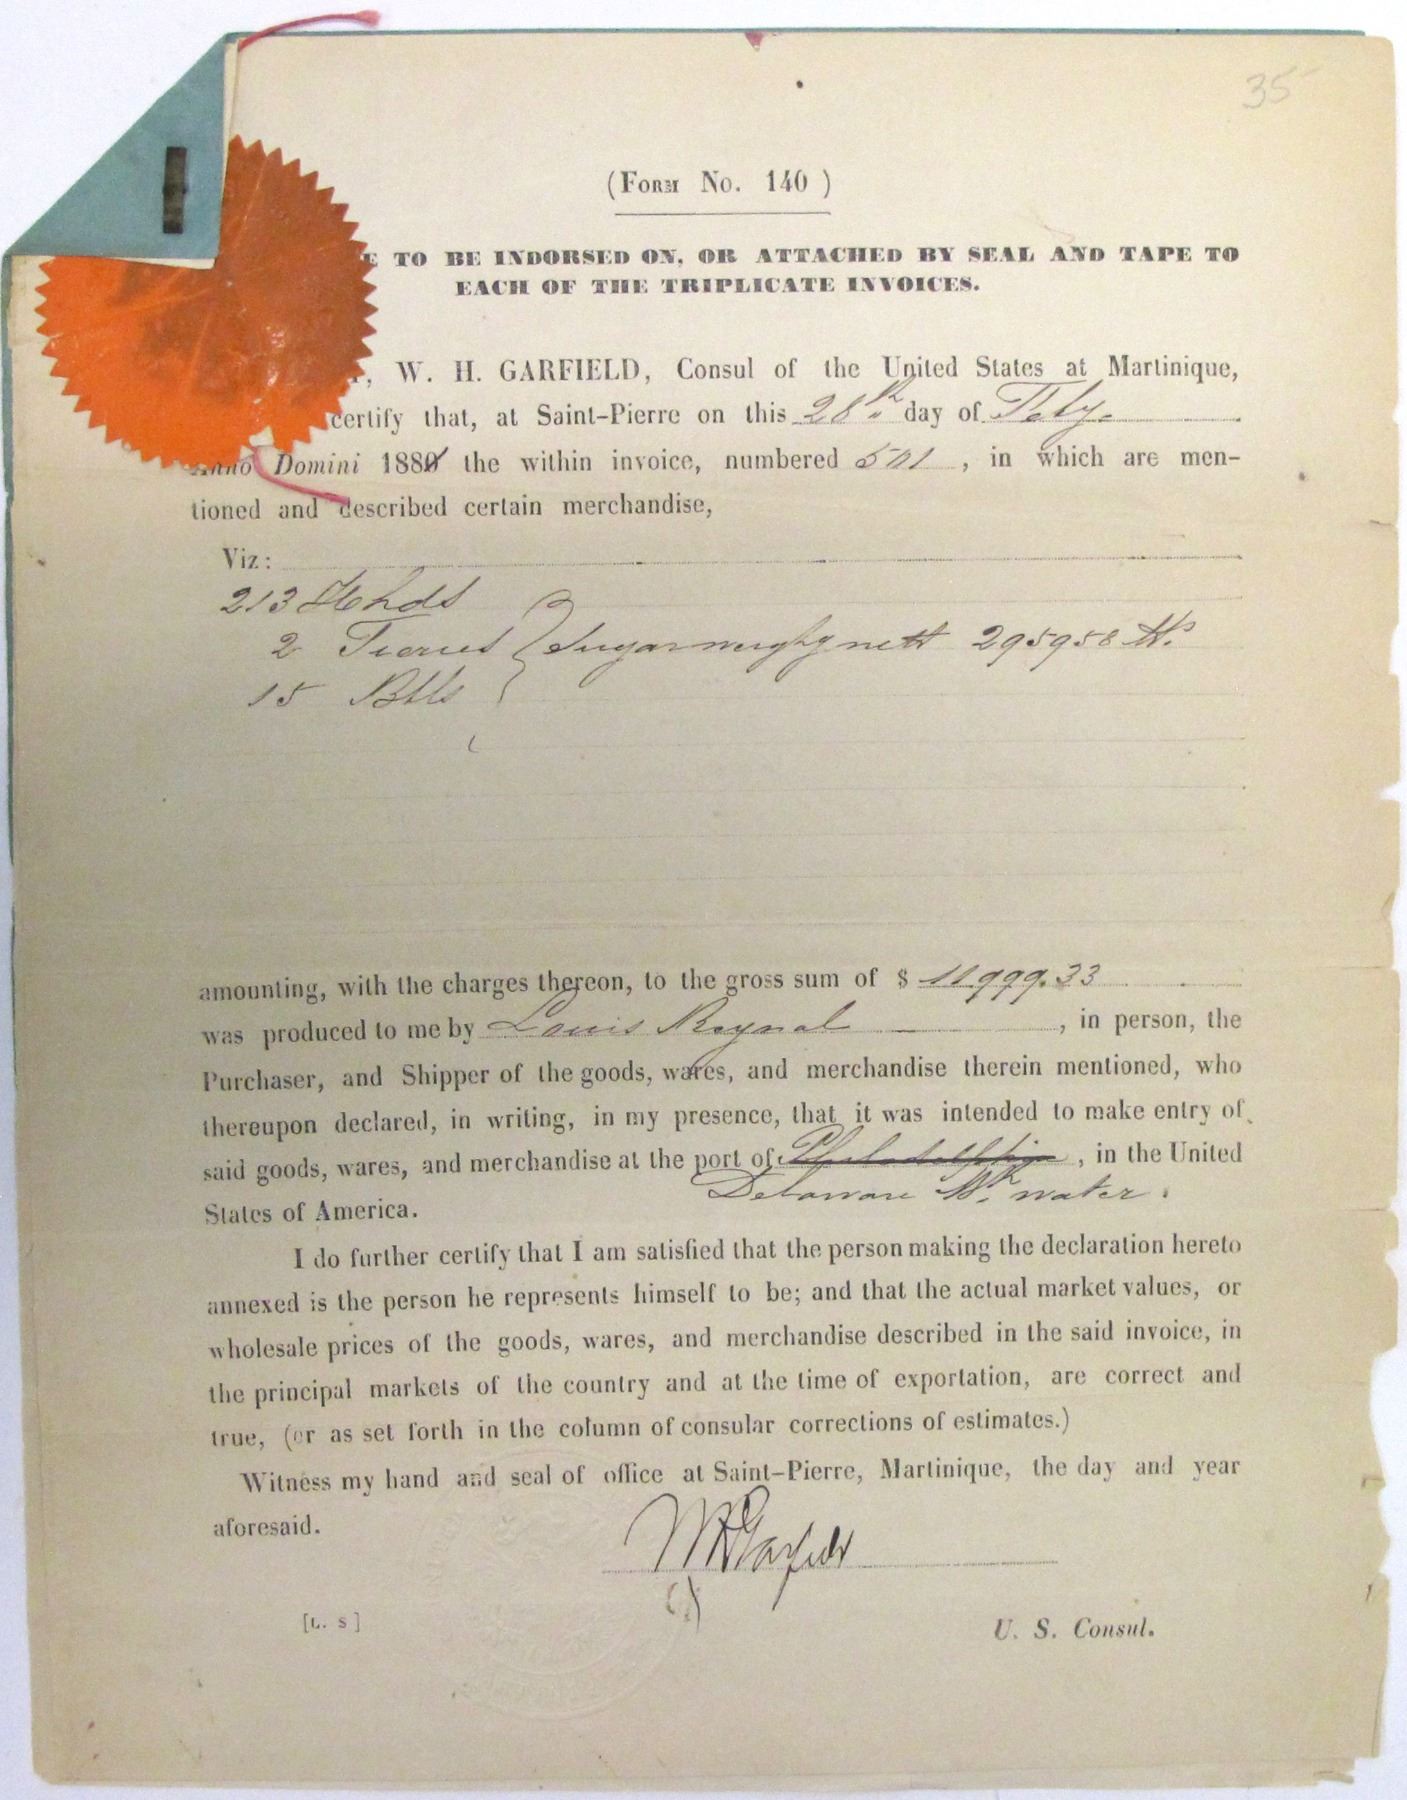 35
(Form No. 140 )
E TO BE INDORSED ON, OR ATTACHED BY SEAL AND TAPE TO
EACH OF THE TRIPLICATE INVOICES.
I, W. H. GARFIELD, Consul of the United States at Martinique,
certify that, at Saint-Pierre on this 28th day of Feby.
Anno Domini 1880 the within invoice, numbered 501 , in which are men-
tioned and described certain merchandise,
Viz:
213 Hhds
2 Tierces } Sugar weighg nett 295958 lbs
15 Bbls
amounting, with the charges thereon, to the gross sum of $ 11999.33
was produced to me by Louis Raynal , in person, the
Purchaser, and Shipper of the goods, wares, and merchandise therein mentioned, who
thereupon declared, in writing, in my presence, that it was intended to make entry of
said goods, wares, and merchandise at the port of Philadelphia , in the United
Delaware Bk water.
States of America.
I do further certify that I am satisfied that the person making the declaration hereto
annexed is the person he represents himself to be; and that the actual market values, or
wholesale prices of the goods, wares, and merchandise described in the said invoice, in
the principal markets of the country and at the time of exportation, are correct and
true, (or as set forth in the column of consular corrections of estimates.)
Witness my hand and seal of office at Saint-Pierre, Martinique, the day and year
aforesaid.
WHGarfield
[L. S]
U. S. Consul.